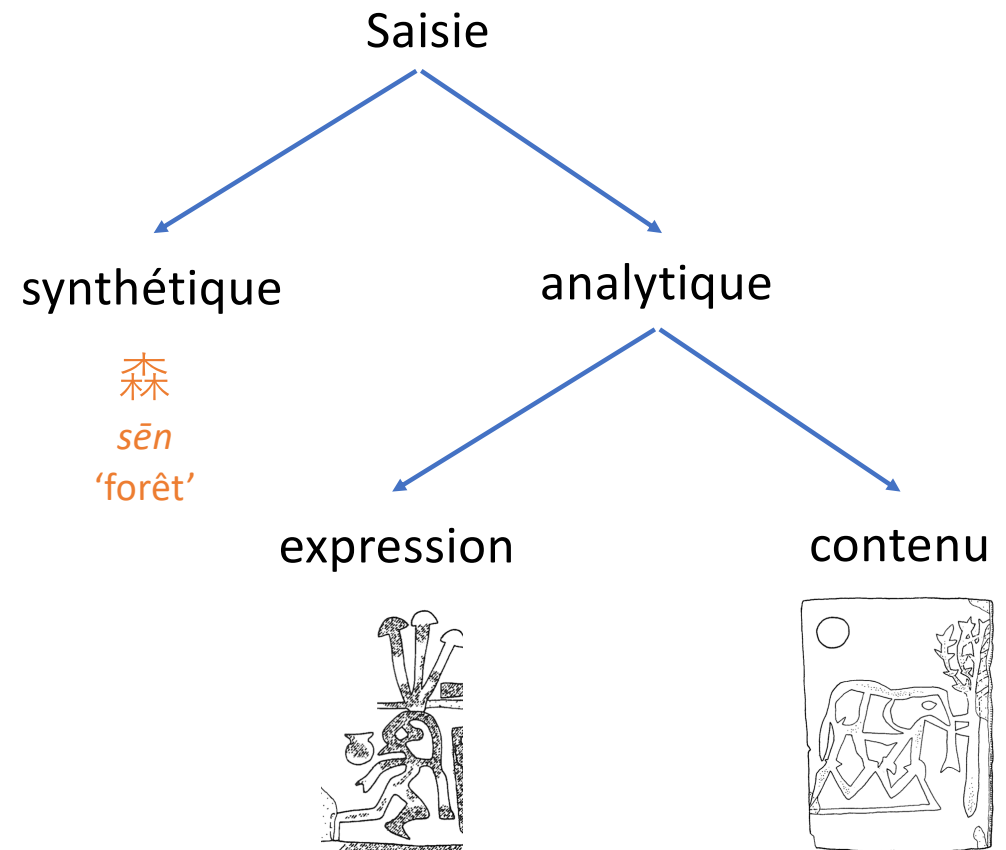 Saisie
synthétique
analytique
森
sēn
‘forêt’
expression
contenu